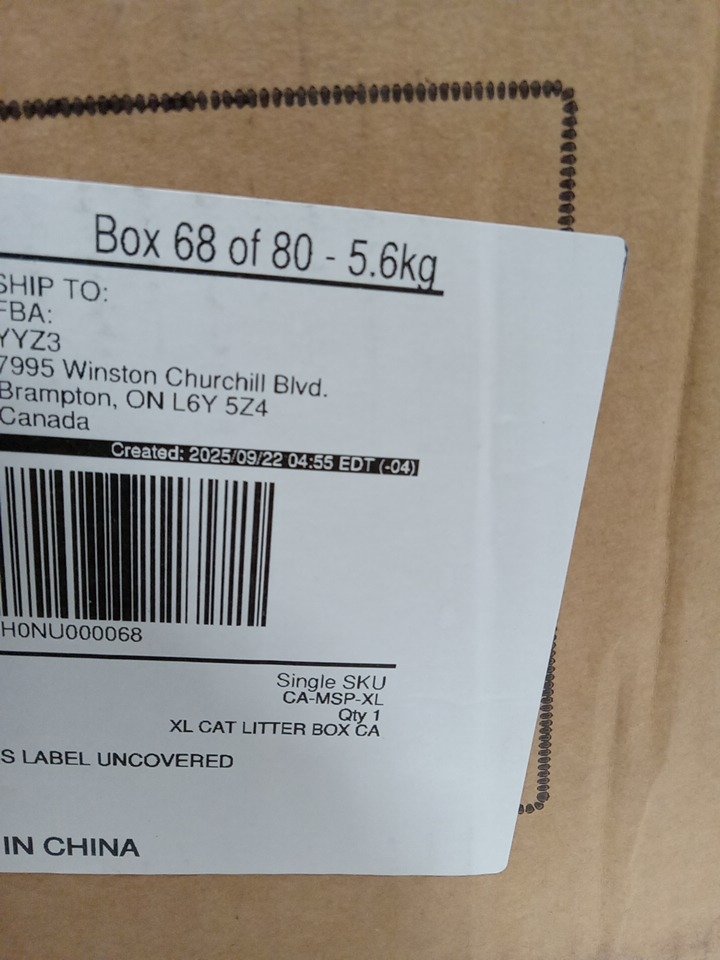 Box 68 of 80 - 5.6kg
SHIP TO:
FBA:
YYZ3
7995 Winston Churchill Blvd.
Brampton, ON L6Y 5Z4
Canada
Created: 2025/09/22 04:55 EDT (-04)
H0NU000068
Single SKU
CA-MSP-XL
Qty 1
XL CAT LITTER BOX CA
S LABEL UNCOVERED
IN CHINA